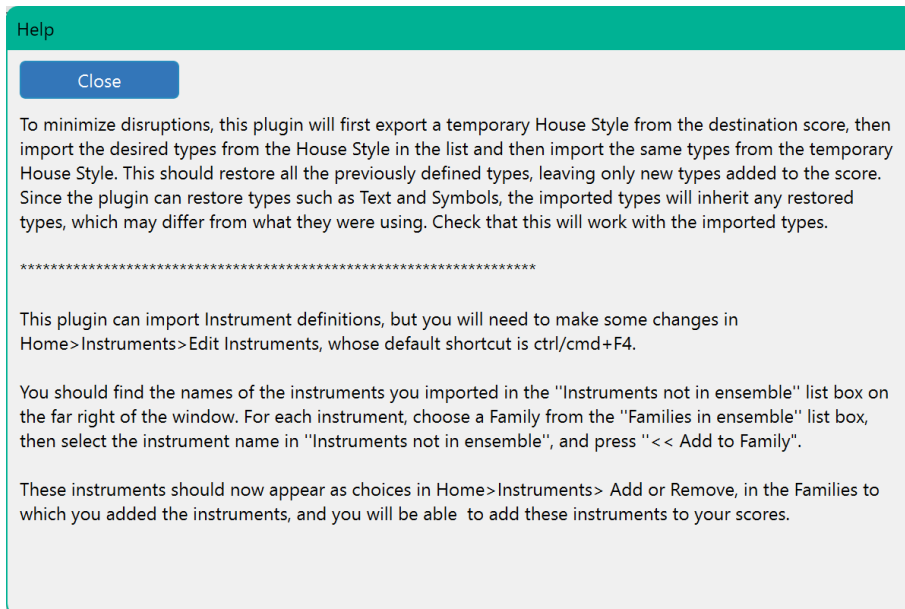 Help
Close
To minimize disruptions, this plugin will first export a temporary House Style from the destination score, then
import the desired types from the House Style in the list and then import the same types from the temporary
House Style. This should restore all the previously defined types, leaving only new types added to the score.
Since the plugin can restore types such as Text and Symbols, the imported types will inherit any restored
types, which may differ from what they were using. Check that this will work with the imported types.
********************************************************************
This plugin can import Instrument definitions, but you will need to make some changes in
Home>Instruments>Edit Instruments, whose default shortcut is ctrl/cmd+F4.
You should find the names of the instruments you imported in the ''Instruments not in ensemble'' list box on
the far right of the window. For each instrument, choose a Family from the ''Families in ensemble'' list box,
then select the instrument name in ''Instruments not in ensemble'', and press ''<< Add to Family".
These instruments should now appear as choices in Home>Instruments> Add or Remove, in the Families to
which you added the instruments, and you will be able  to add these instruments to your scores.